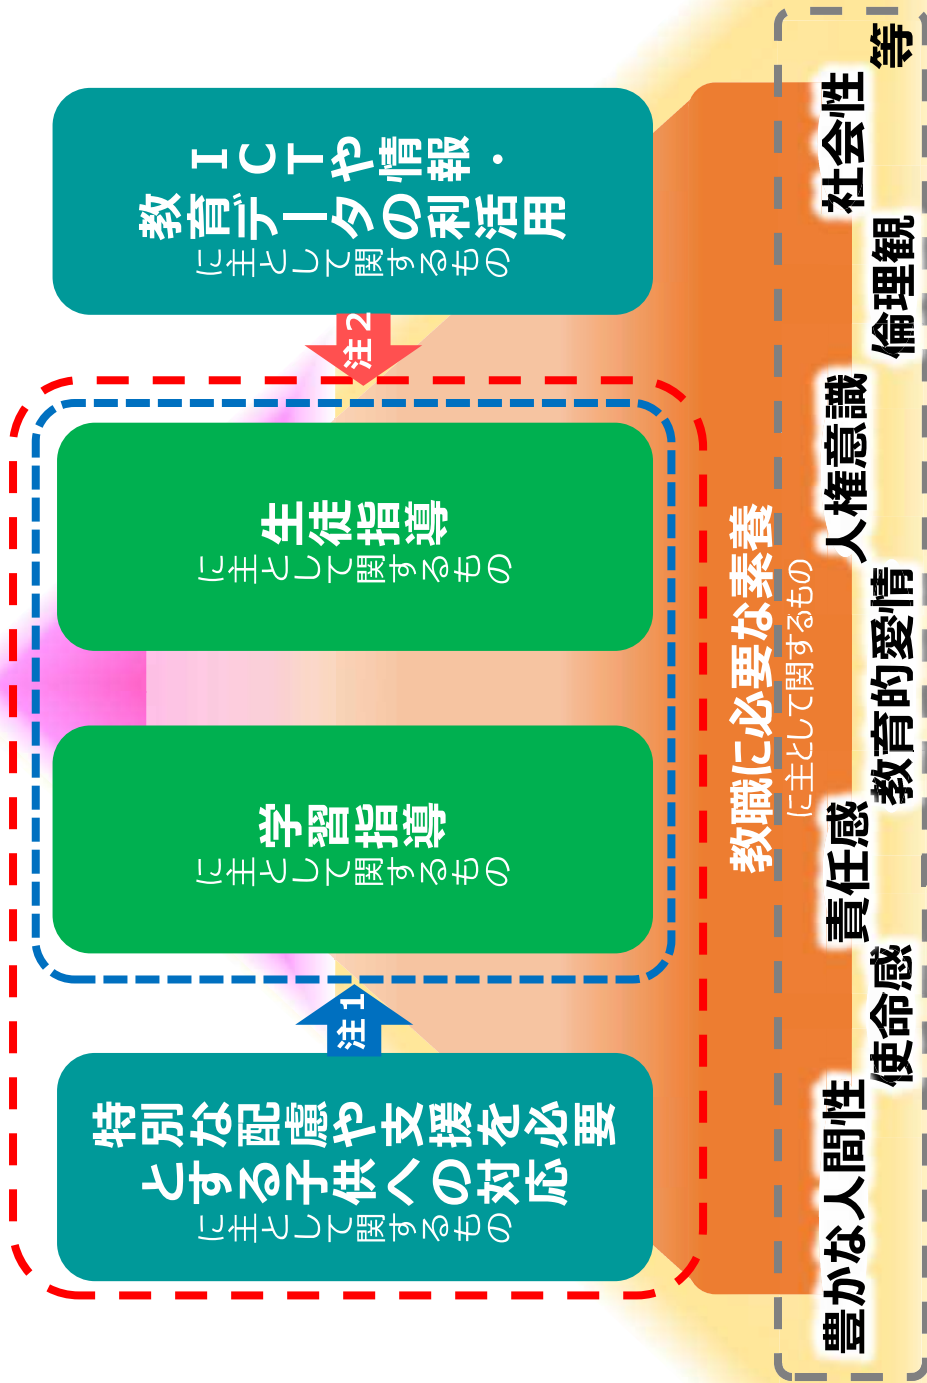 特別な配慮や支援を必要
とする子供への対応
に主として関するもの
注１
学習指導
に主として関するもの
生徒指導
に主として関するもの
注２
ＩＣＴや情報・
教育データの利活用
に主として関するもの
教職に必要な素養
に主として関するもの
豊かな人間性
使命感
責任感
教育的愛情
人権意識
倫理観
社会性
等